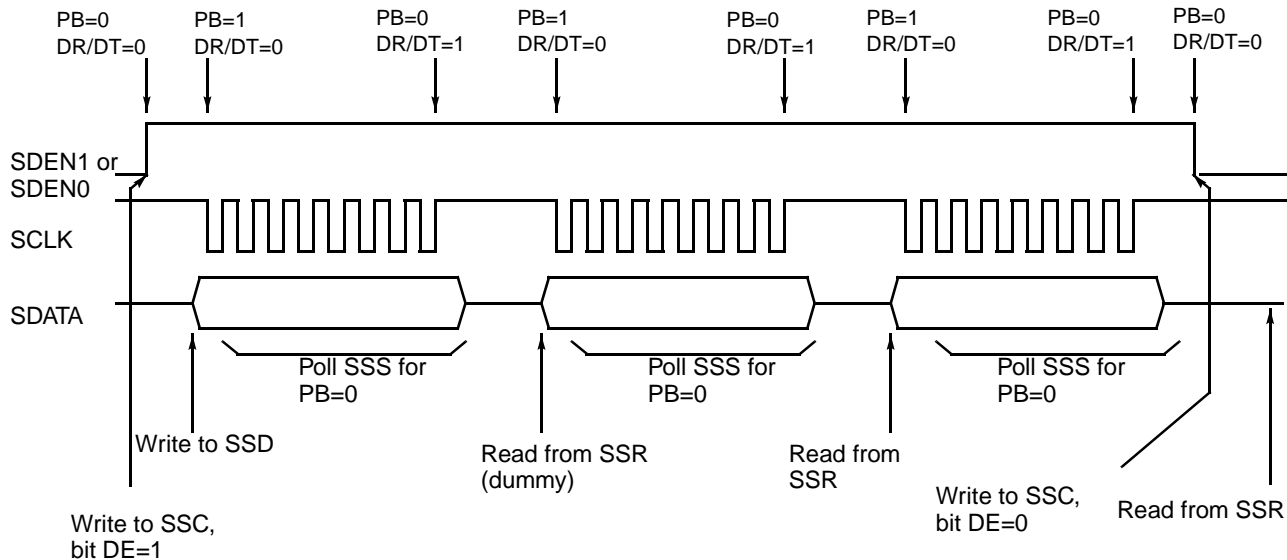 PB=0
DR/DT=0
PB=1
DR/DT=0
PB=0
DR/DT=1
PB=1
DR/DT=0
PB=0
DR/DT=1
PB=1
DR/DT=0
PB=0
DR/DT=1
PB=0
DR/DT=0
SDEN1 or
SDEN0
SCLK
SDATA
Poll SSS for
PB=0
Poll SSS for
PB=0
Poll SSS for
PB=0
Write to SSD
Read from SSR
(dummy)
Read from
SSR
Write to SSC,
bit DE=0
Read from SSR
Write to SSC,
bit DE=1